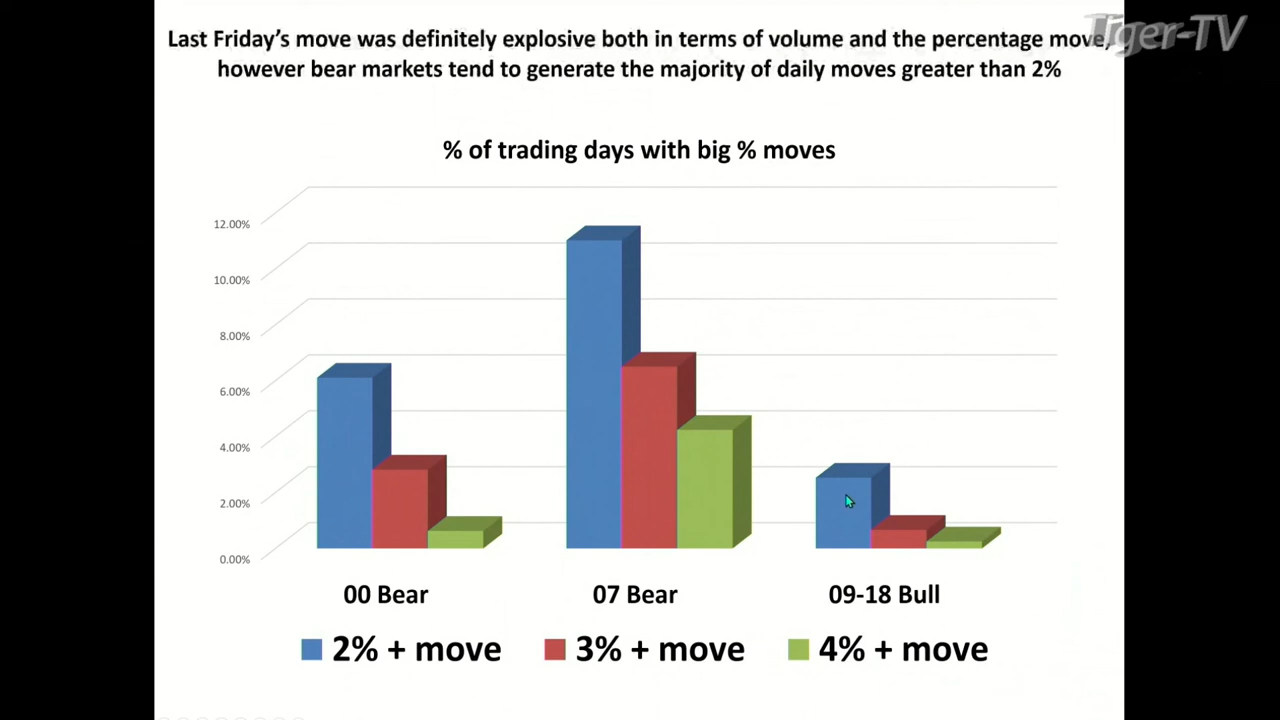 Tiger-TV
Last Friday's move was definitely explosive both in terms of volume and the percentage move,
however bear markets tend to generate the majority of daily moves greater than 2%
% of trading days with big % moves
12.00%
10.00%
8.00%
6.00%
4.00%
2.00%
0.00%
00 Bear 07 Bear 09-18 Bull
2% + move 3% + move 4% + move